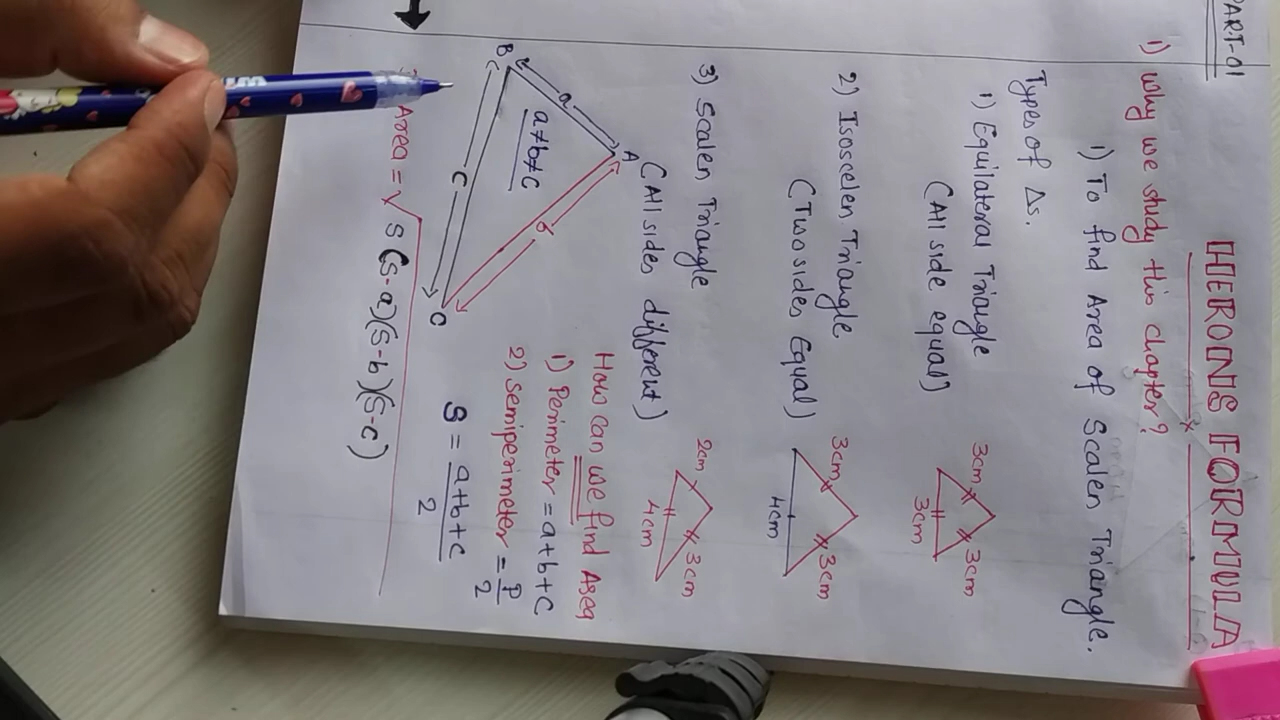 PART-01
HERONS FORMULA
1) Why we study this chapter?
1) To find Area of Scalen Triangle.
Types of Δs.
1) Equilateral Triangle
(All side equal)
3cm
3cm
3cm
2) Isoscelen Triangle
(Two sides Equal)
3cm
3cm
4cm
3) Scalen Triangle
(All sides different)
2cm
3cm
4cm
A
a
b
B
c
C
a≠b≠c
How can we find Area
1) Perimeter = a+b+c
2) Semiperimeter = P/2
S = a+b+c/2
Area = √s(s-a)(s-b)(s-c)